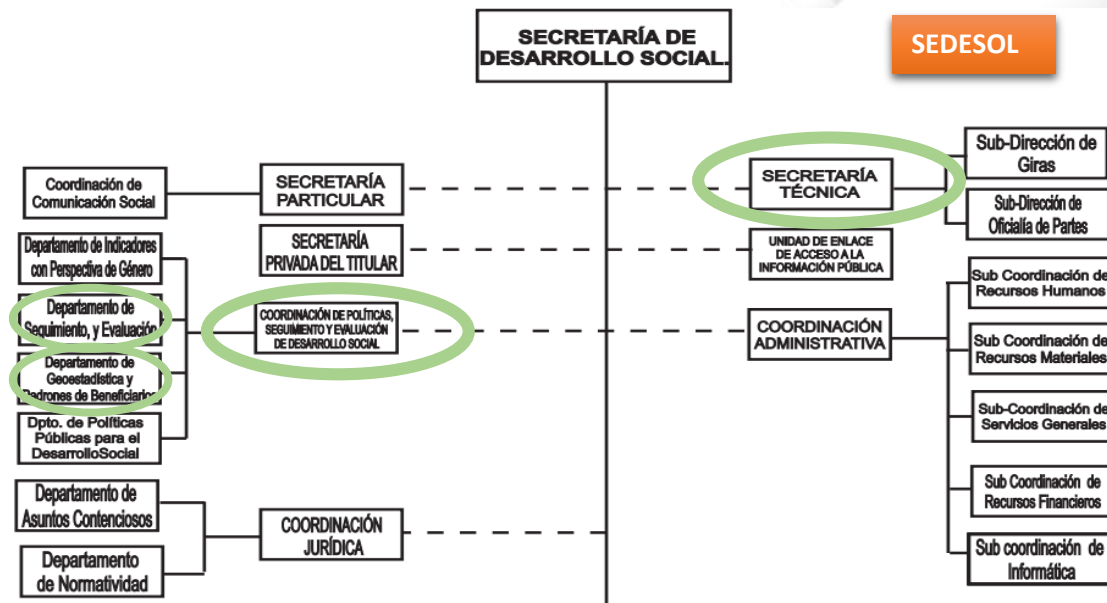 SECRETARÍA DE
DESARROLLO SOCIAL.
SEDESOL
Coordinación de
Comunicación Social
SECRETARÍA
PARTICULAR
SECRETARÍA
TÉCNICA
Sub-Dirección de
Giras
Sub-Dirección de
Oficialía de Partes
Departamento de Indicadores
con Perspectiva de Género
SECRETARÍA
PRIVADA DEL TITULAR
UNIDAD DE ENLACE
DE ACCESO A LA
INFORMACIÓN PÚBLICA
Departamento de
Seguimiento, y Evaluación
Departamento de
Geoestadística y
Padrones de Beneficiarios
Dpto. de Políticas
Públicas para el
DesarrolloSocial
COORDINACIÓN DE POLÍTICAS,
SEGUIMIENTO Y EVALUACIÓN
DE DESARROLLO SOCIAL
COORDINACIÓN
ADMINISTRATIVA
Sub Coordinación de
Recursos Humanos
Sub Coordinación de
Recursos Materiales
Sub-Coordinación de
Servicios Generales
Sub Coordinación de
Recursos Financieros
Sub coordinación de
Informática
Departamento de
Asuntos Contenciosos
Departamento
de Normatividad
COORDINACIÓN
JURÍDICA